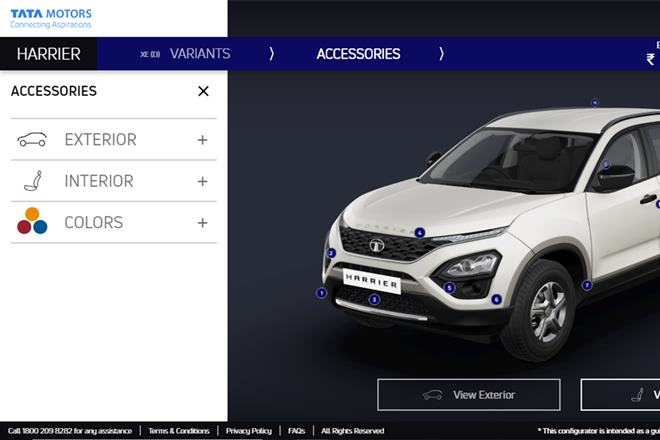 TATA MOTORS
Connecting Aspirations
HARRIER
XE (D) VARIANTS
ACCESSORIES
₹
ACCESSORIES
EXTERIOR
INTERIOR
COLORS
HARRIER
4
2
HARRIER
1
3
5
6
7
View Exterior
Call 1800 209 8282 for any assistance | Terms & Conditions | Privacy Policy | FAQs | All Rights Reserved
* This configurator is intended as a